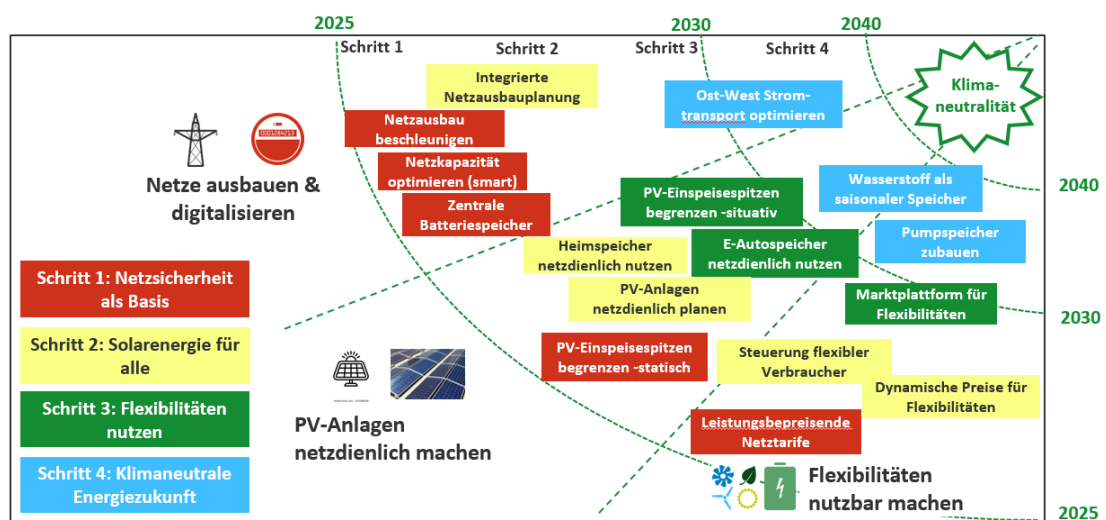 2025
2030
2040
Schritt 1
Schritt 2
Schritt 3
Schritt 4
Integrierte
Netzausbauplanung
Ost-West Strom-
transport optimieren
Klima-
neutralität
Netzausbau
beschleunigen
Netzkapazität
optimieren (smart)
Netze ausbauen &
digitalisieren
Zentrale
Batteriespeicher
PV-Einspeisespitzen
begrenzen -situativ
Wasserstoff als
saisonaler Speicher
2040
Heimspeicher
netzdienlich nutzen
E-Autospeicher
netzdienlich nutzen
Pumpspeicher
zubauen
PV-Anlagen
netzdienlich planen
Marktplattform für
Flexibilitäten
2030
Schritt 1: Netzsicherheit
als Basis
Schritt 2: Solarenergie für
alle
Schritt 3: Flexibilitäten
nutzen
Schritt 4: Klimaneutrale
Energiezukunft
PV-Einspeisespitzen
begrenzen -statisch
Steuerung flexibler
Verbraucher
Dynamische Preise für
Flexibilitäten
PV-Anlagen
netzdienlich machen
Leistungsbepreisende
Netztarife
Flexibilitäten
nutzbar machen
2025